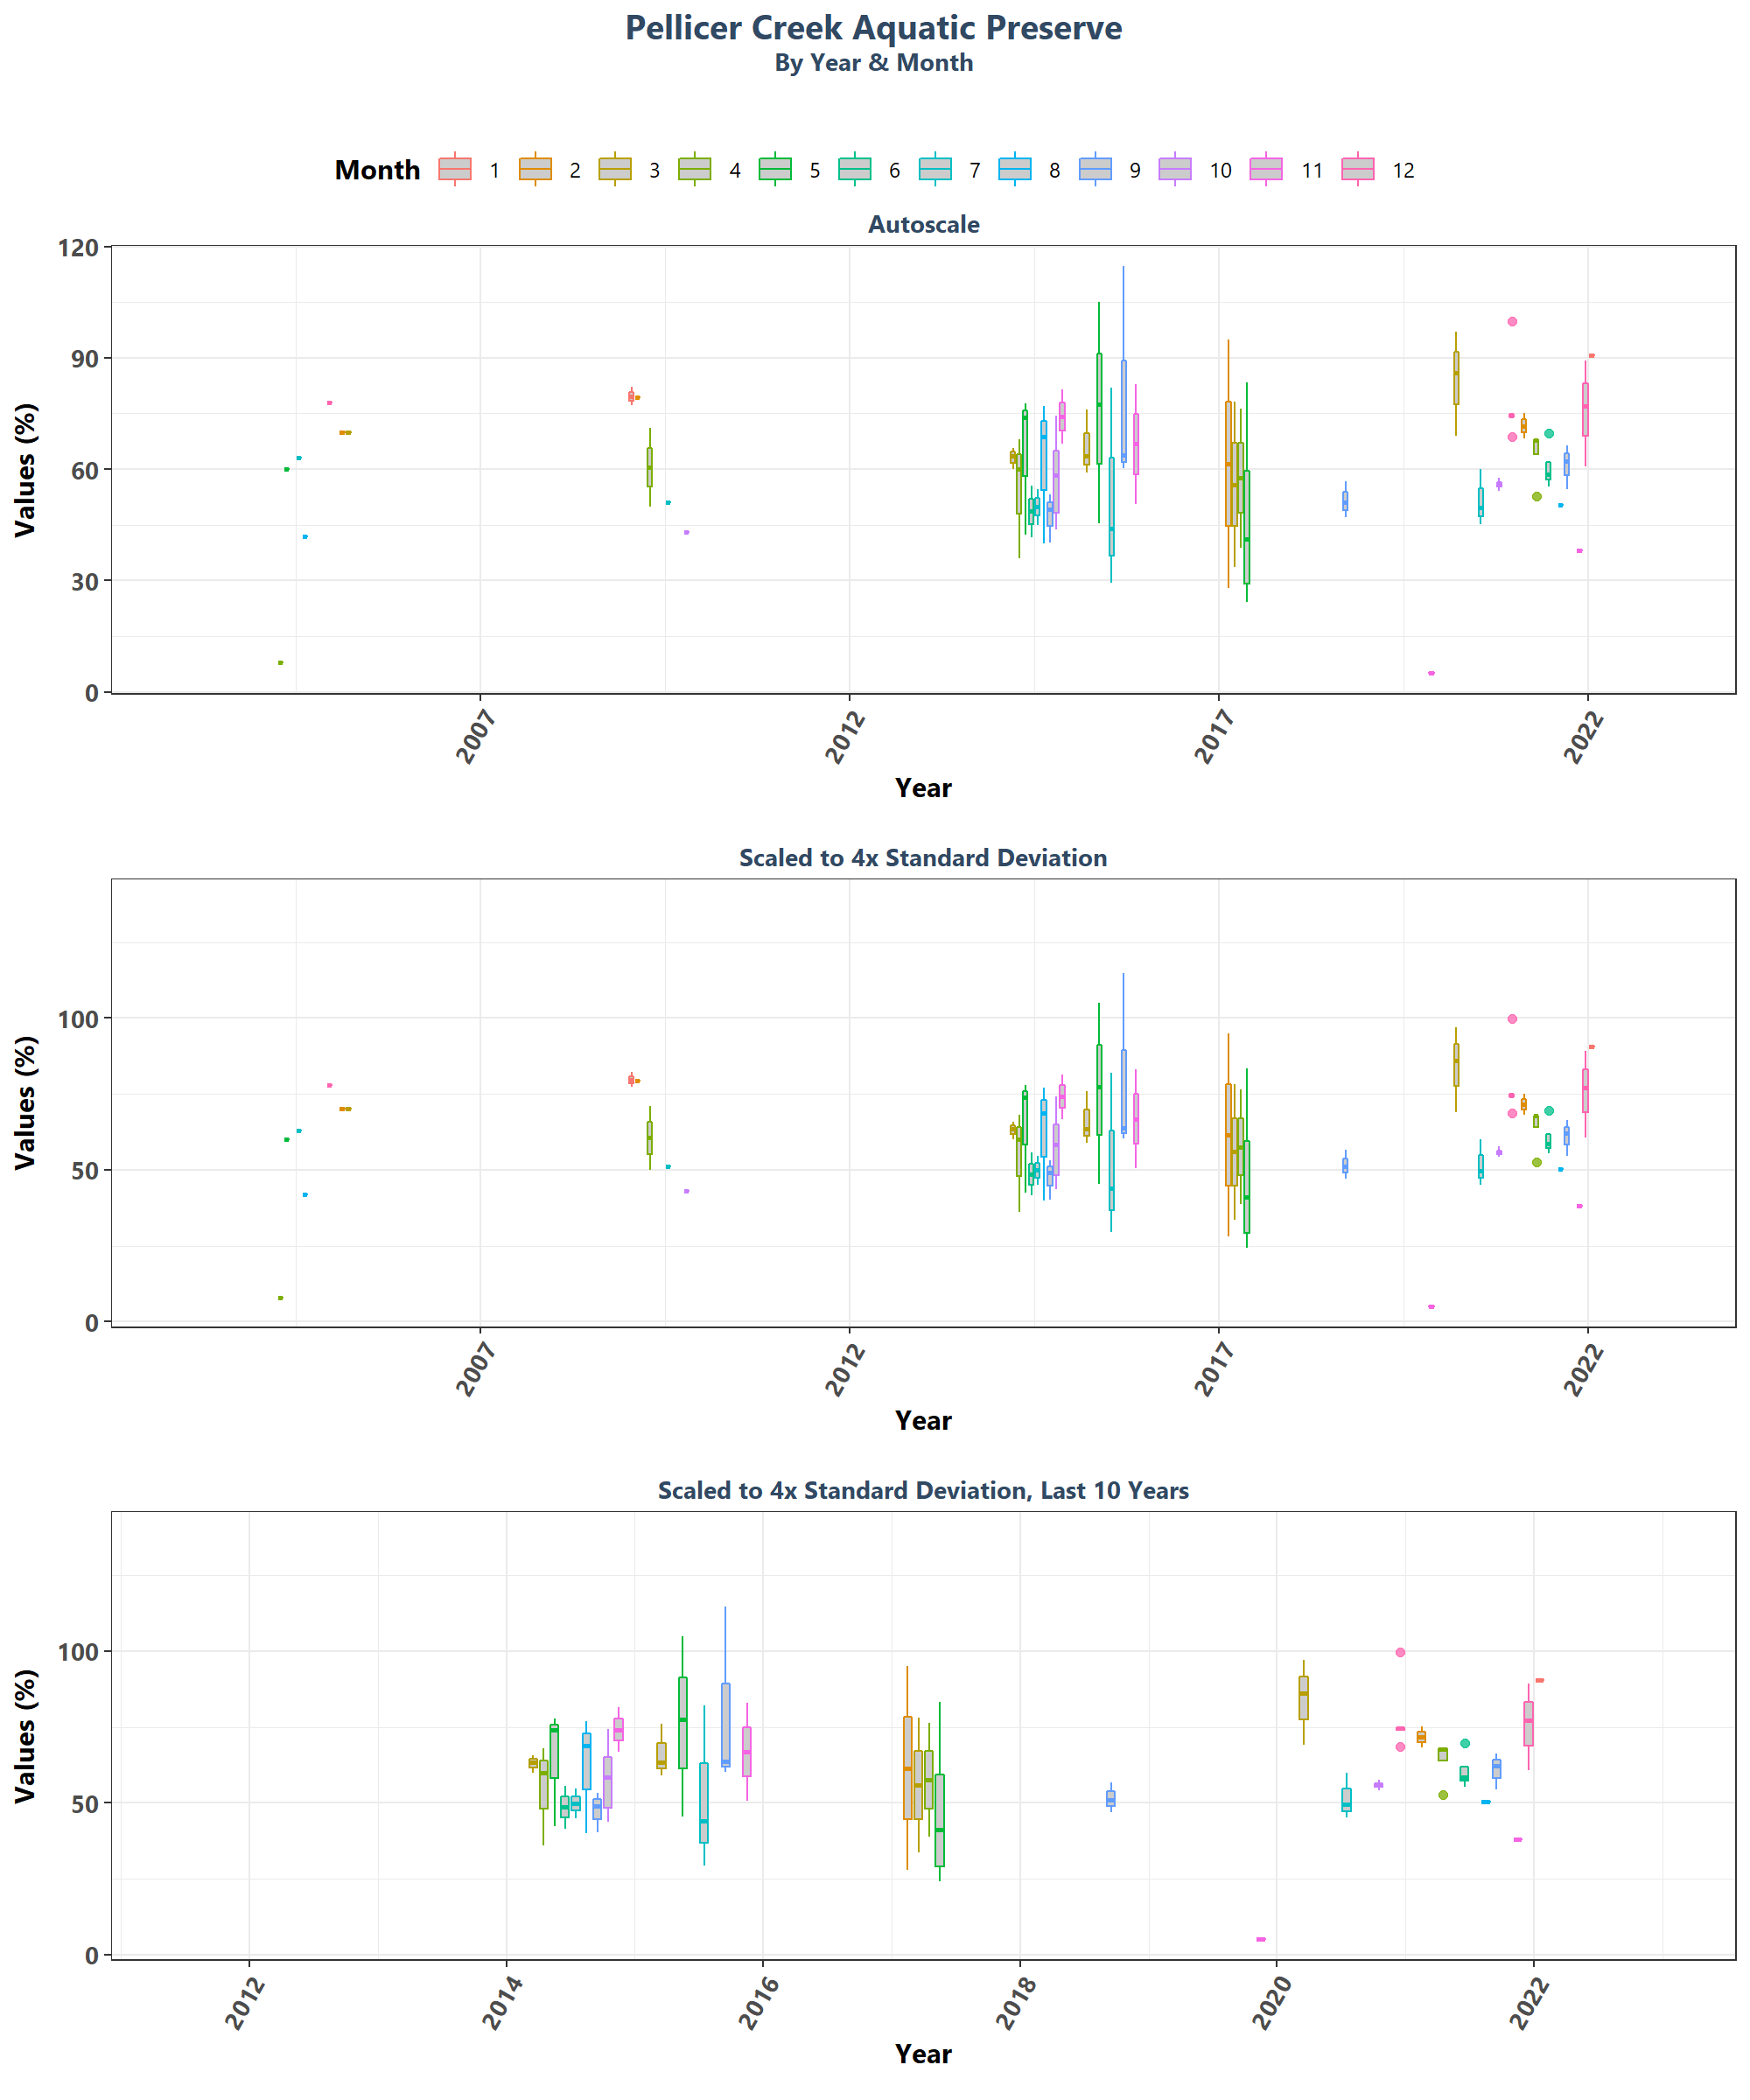 Pellicer Creek Aquatic Preserve
By Year & Month
Month 1 2 3 4 5 6 7 8 9 10 11 12
Autoscale
120
90
60
30
0
Values (%)
2007 2012 2017 2022
Year
Scaled to 4x Standard Deviation
100
50
0
Values (%)
2007 2012 2017 2022
Year
Scaled to 4x Standard Deviation, Last 10 Years
100
50
0
Values (%)
2012 2014 2016 2018 2020 2022
Year